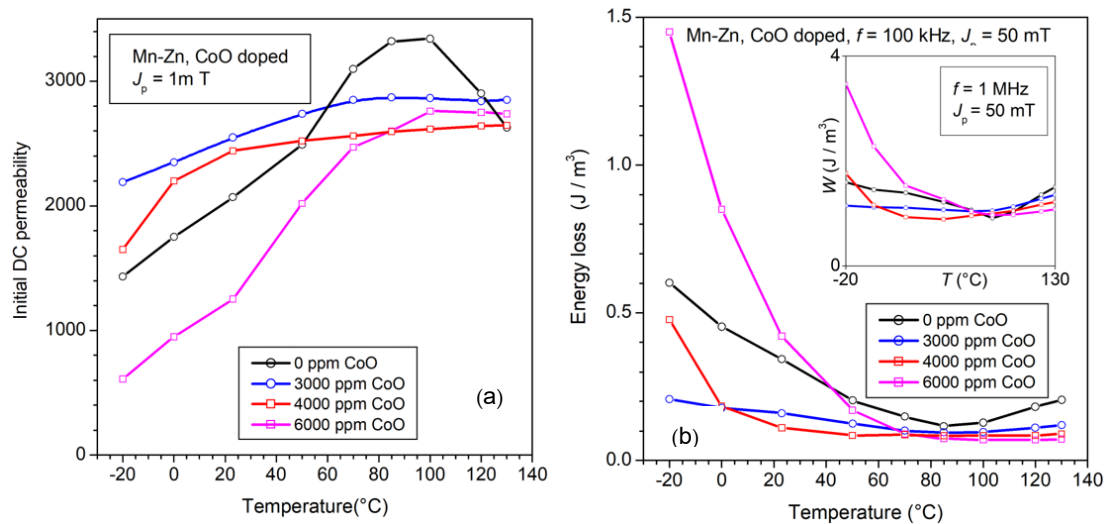 (a)
Mn-Zn, CoO doped
Jp = 1m T
Initial DC permeability
3000
2000
1000
0
0 ppm CoO
3000 ppm CoO
4000 ppm CoO
6000 ppm CoO
(a)
-20 0 20 40 60 80 100 120 140
Temperature(°C)
(b)
Mn-Zn, CoO doped, f = 100 kHz, Jp = 50 mT
Energy loss (J / m³)
1.5
1.0
0.5
0.0
4
f = 1 MHz
Jp = 50 mT
W (J / m³)
0
-20 T (°C) 130
0 ppm CoO
3000 ppm CoO
4000 ppm CoO
6000 ppm CoO
(b)
-20 0 20 40 60 80 100 120 140
Temperature (°C)